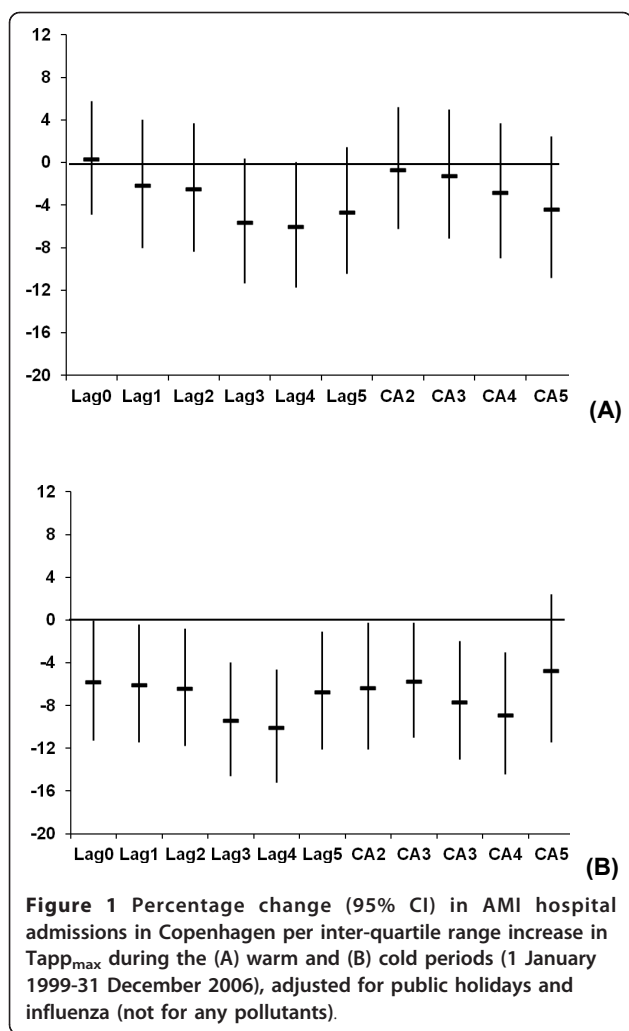 12
8
4
0
-4
-8
-12
-16
-20
Lag0 Lag1 Lag2 Lag3 Lag4 Lag5 CA2 CA3 CA4 CA5
(A)
12
8
4
0
-4
-8
-12
-16
-20
Lag0 Lag1 Lag2 Lag3 Lag4 Lag5 CA2 CA3 CA4 CA5
(B)
Figure 1 Percentage change (95% CI) in AMI hospital
admissions in Copenhagen per inter-quartile range increase in
Tappmax during the (A) warm and (B) cold periods (1 January
1999-31 December 2006), adjusted for public holidays and
influenza (not for any pollutants).